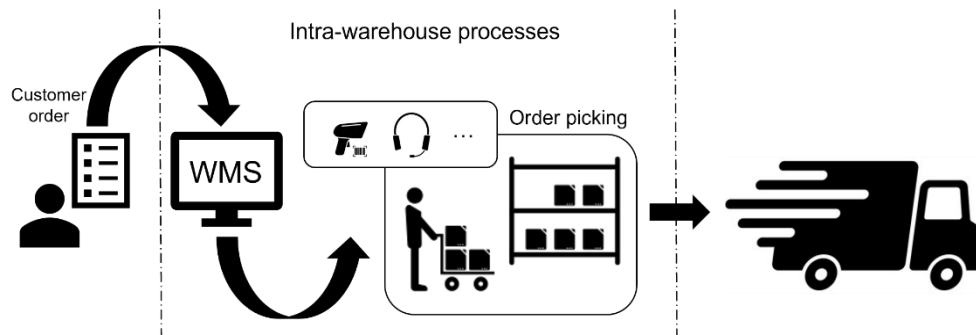 Intra-warehouse processes
Customer
order
WMS
...
Order picking